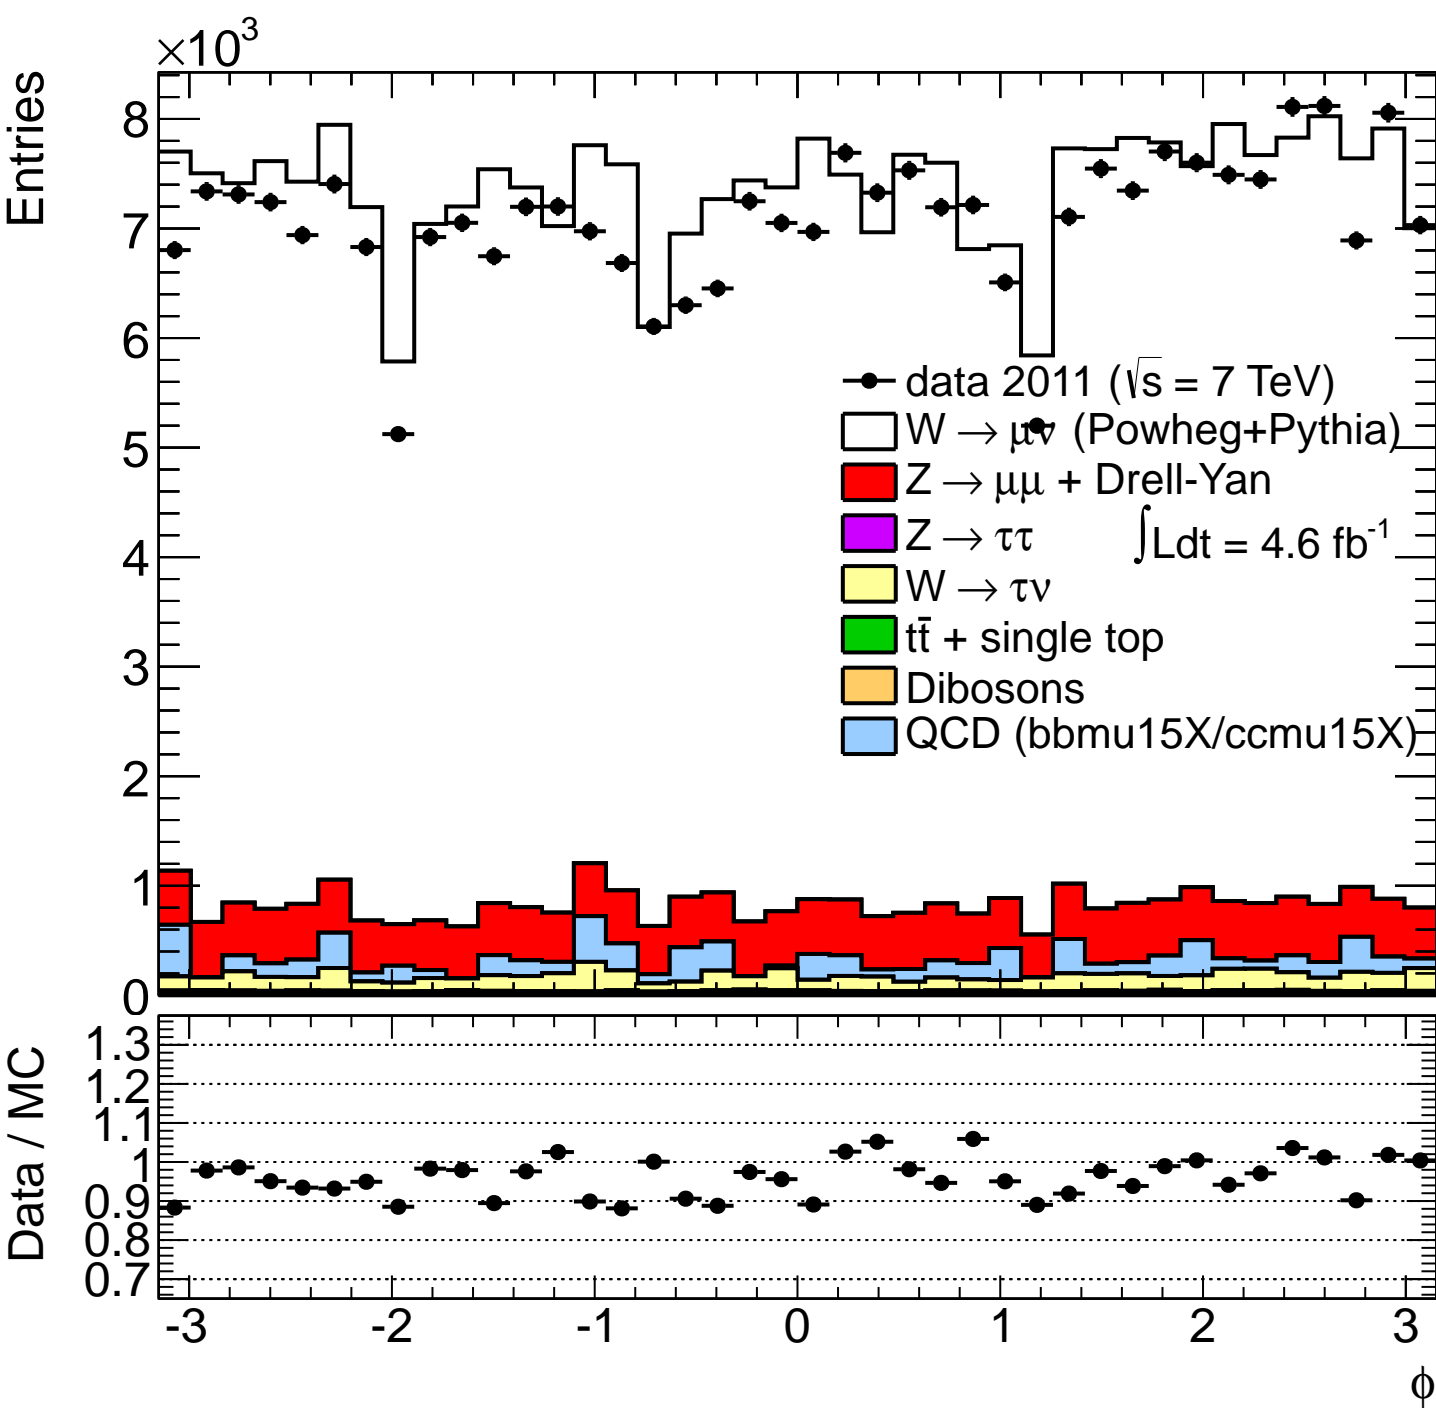 ×10³
Entries
8
7
6
5
4
3
2
1
0
data 2011 (√s = 7 TeV)
W → μν (Powheg+Pythia)
Z → μμ + Drell-Yan
Z → ττ
∫Ldt = 4.6 fb⁻¹
W → τν
tt̄ + single top
Dibosons
QCD (bbmu15X/ccmu15X)
Data / MC
1.3
1.2
1.1
1
0.9
0.8
0.7
-3 -2 -1 0 1 2 3
ϕ